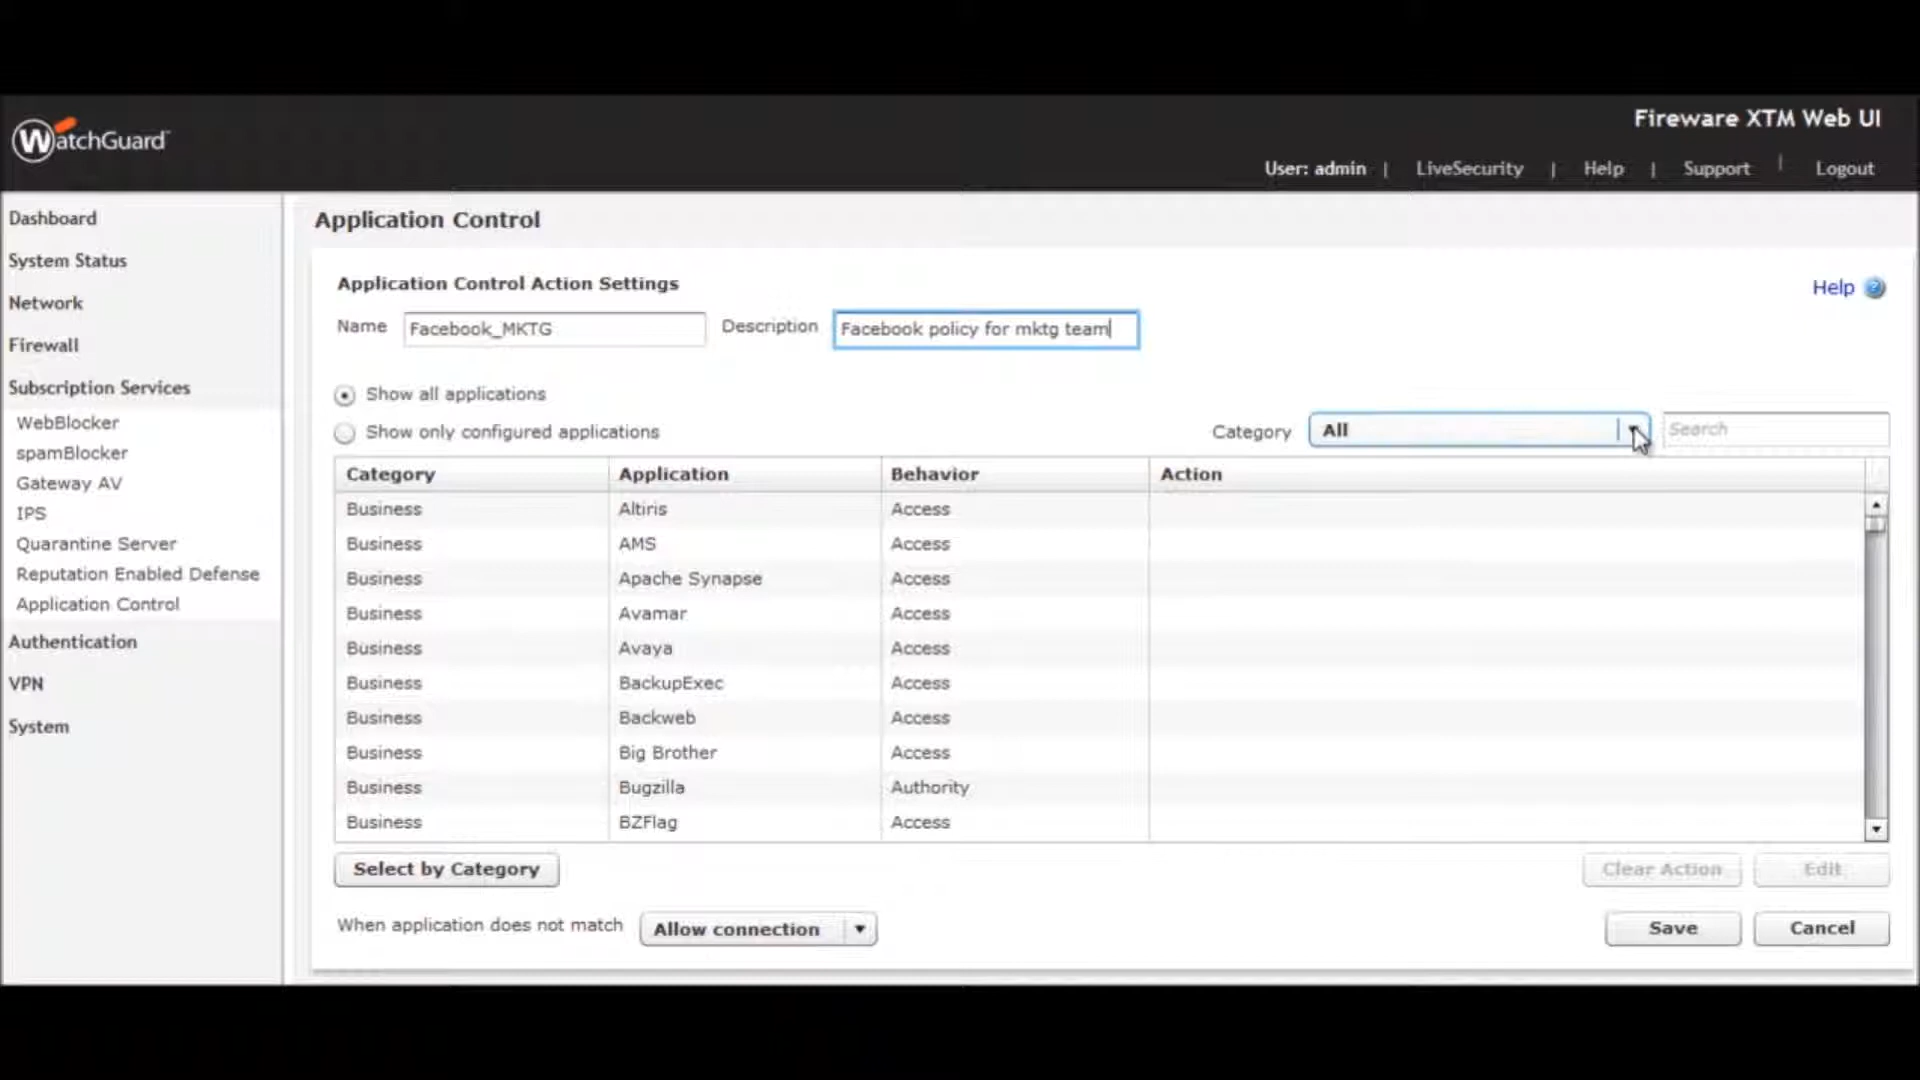 WatchGuard
Fireware XTM Web UI
User: admin | LiveSecurity | Help | Support | Logout
Dashboard
System Status
Network
Firewall
Subscription Services
WebBlocker
spamBlocker
Gateway AV
IPS
Quarantine Server
Reputation Enabled Defense
Application Control
Authentication
VPN
System
Application Control
Application Control Action Settings
Help ?
Name Facebook_MKTG Description Facebook policy for mktg team
Show all applications
Show only configured applications
Category All Search
Category Application Behavior Action
Business Altiris Access
Business AMS Access
Business Apache Synapse Access
Business Avamar Access
Business Avaya Access
Business BackupExec Access
Business Backweb Access
Business Big Brother Access
Business Bugzilla Authority
Business BZFlag Access
Select by Category Clear Action Edit
When application does not match Allow connection Save Cancel